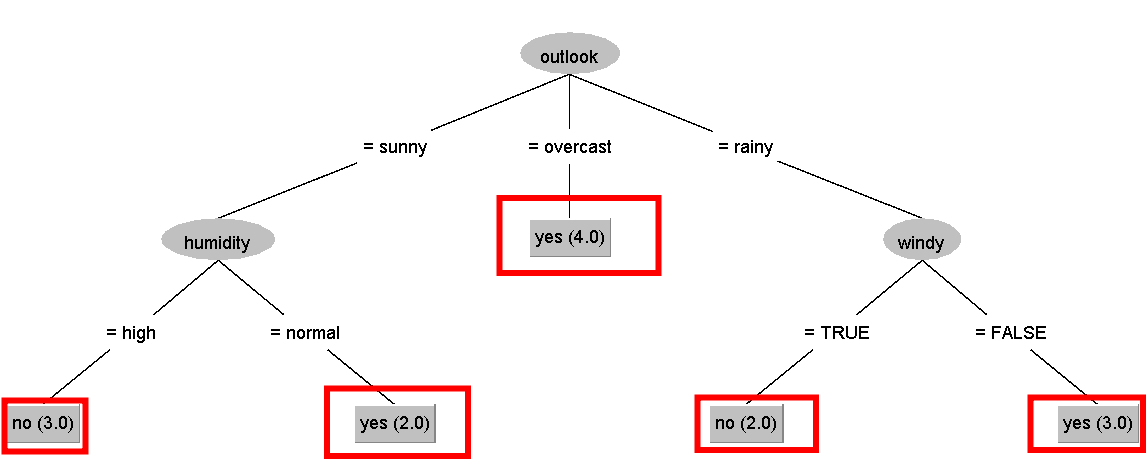 outlook
= sunny
= overcast
= rainy
humidity
yes (4.0)
windy
= high
= normal
= TRUE
= FALSE
no (3.0)
yes (2.0)
no (2.0)
yes (3.0)